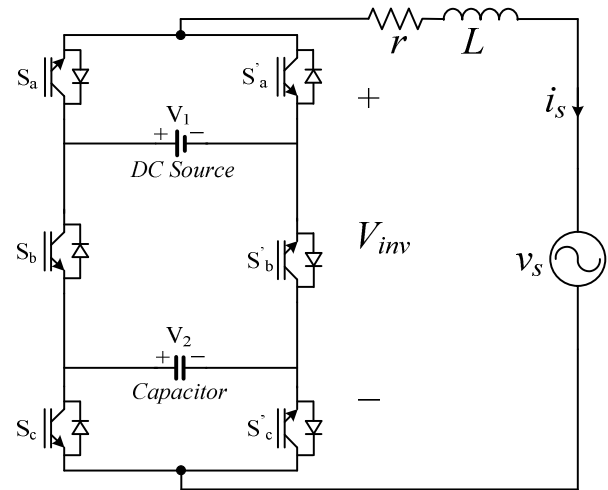 r L
Sa S'a
+
is
V1
+ −
DC Source
Sb S'b
Vinv
vs
V2
+ −
Capacitor
−
Sc S'c